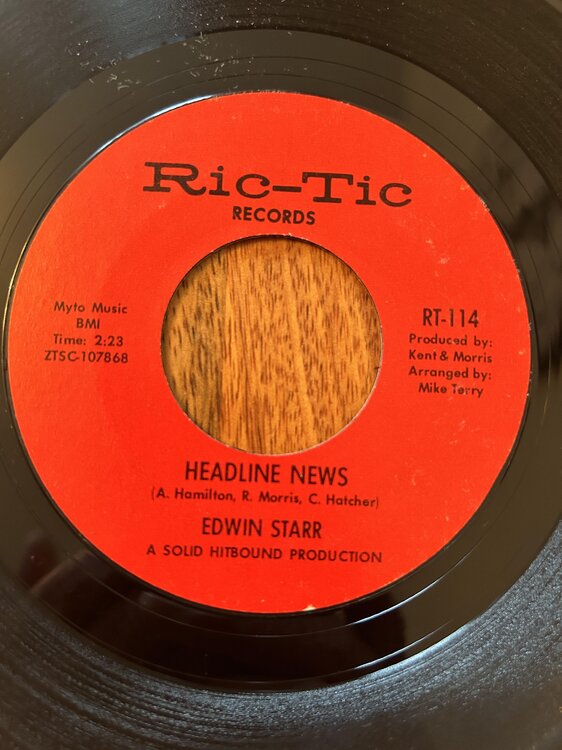 Ric-Tic
RECORDS
Myto Music
BMI
Time: 2:23
ZTSC-107868
RT-114
Produced by:
Kent & Morris
Arranged by:
Mike Terry
HEADLINE NEWS
(A. Hamilton, R. Morris, C. Hatcher)
EDWIN STARR
A SOLID HITBOUND PRODUCTION